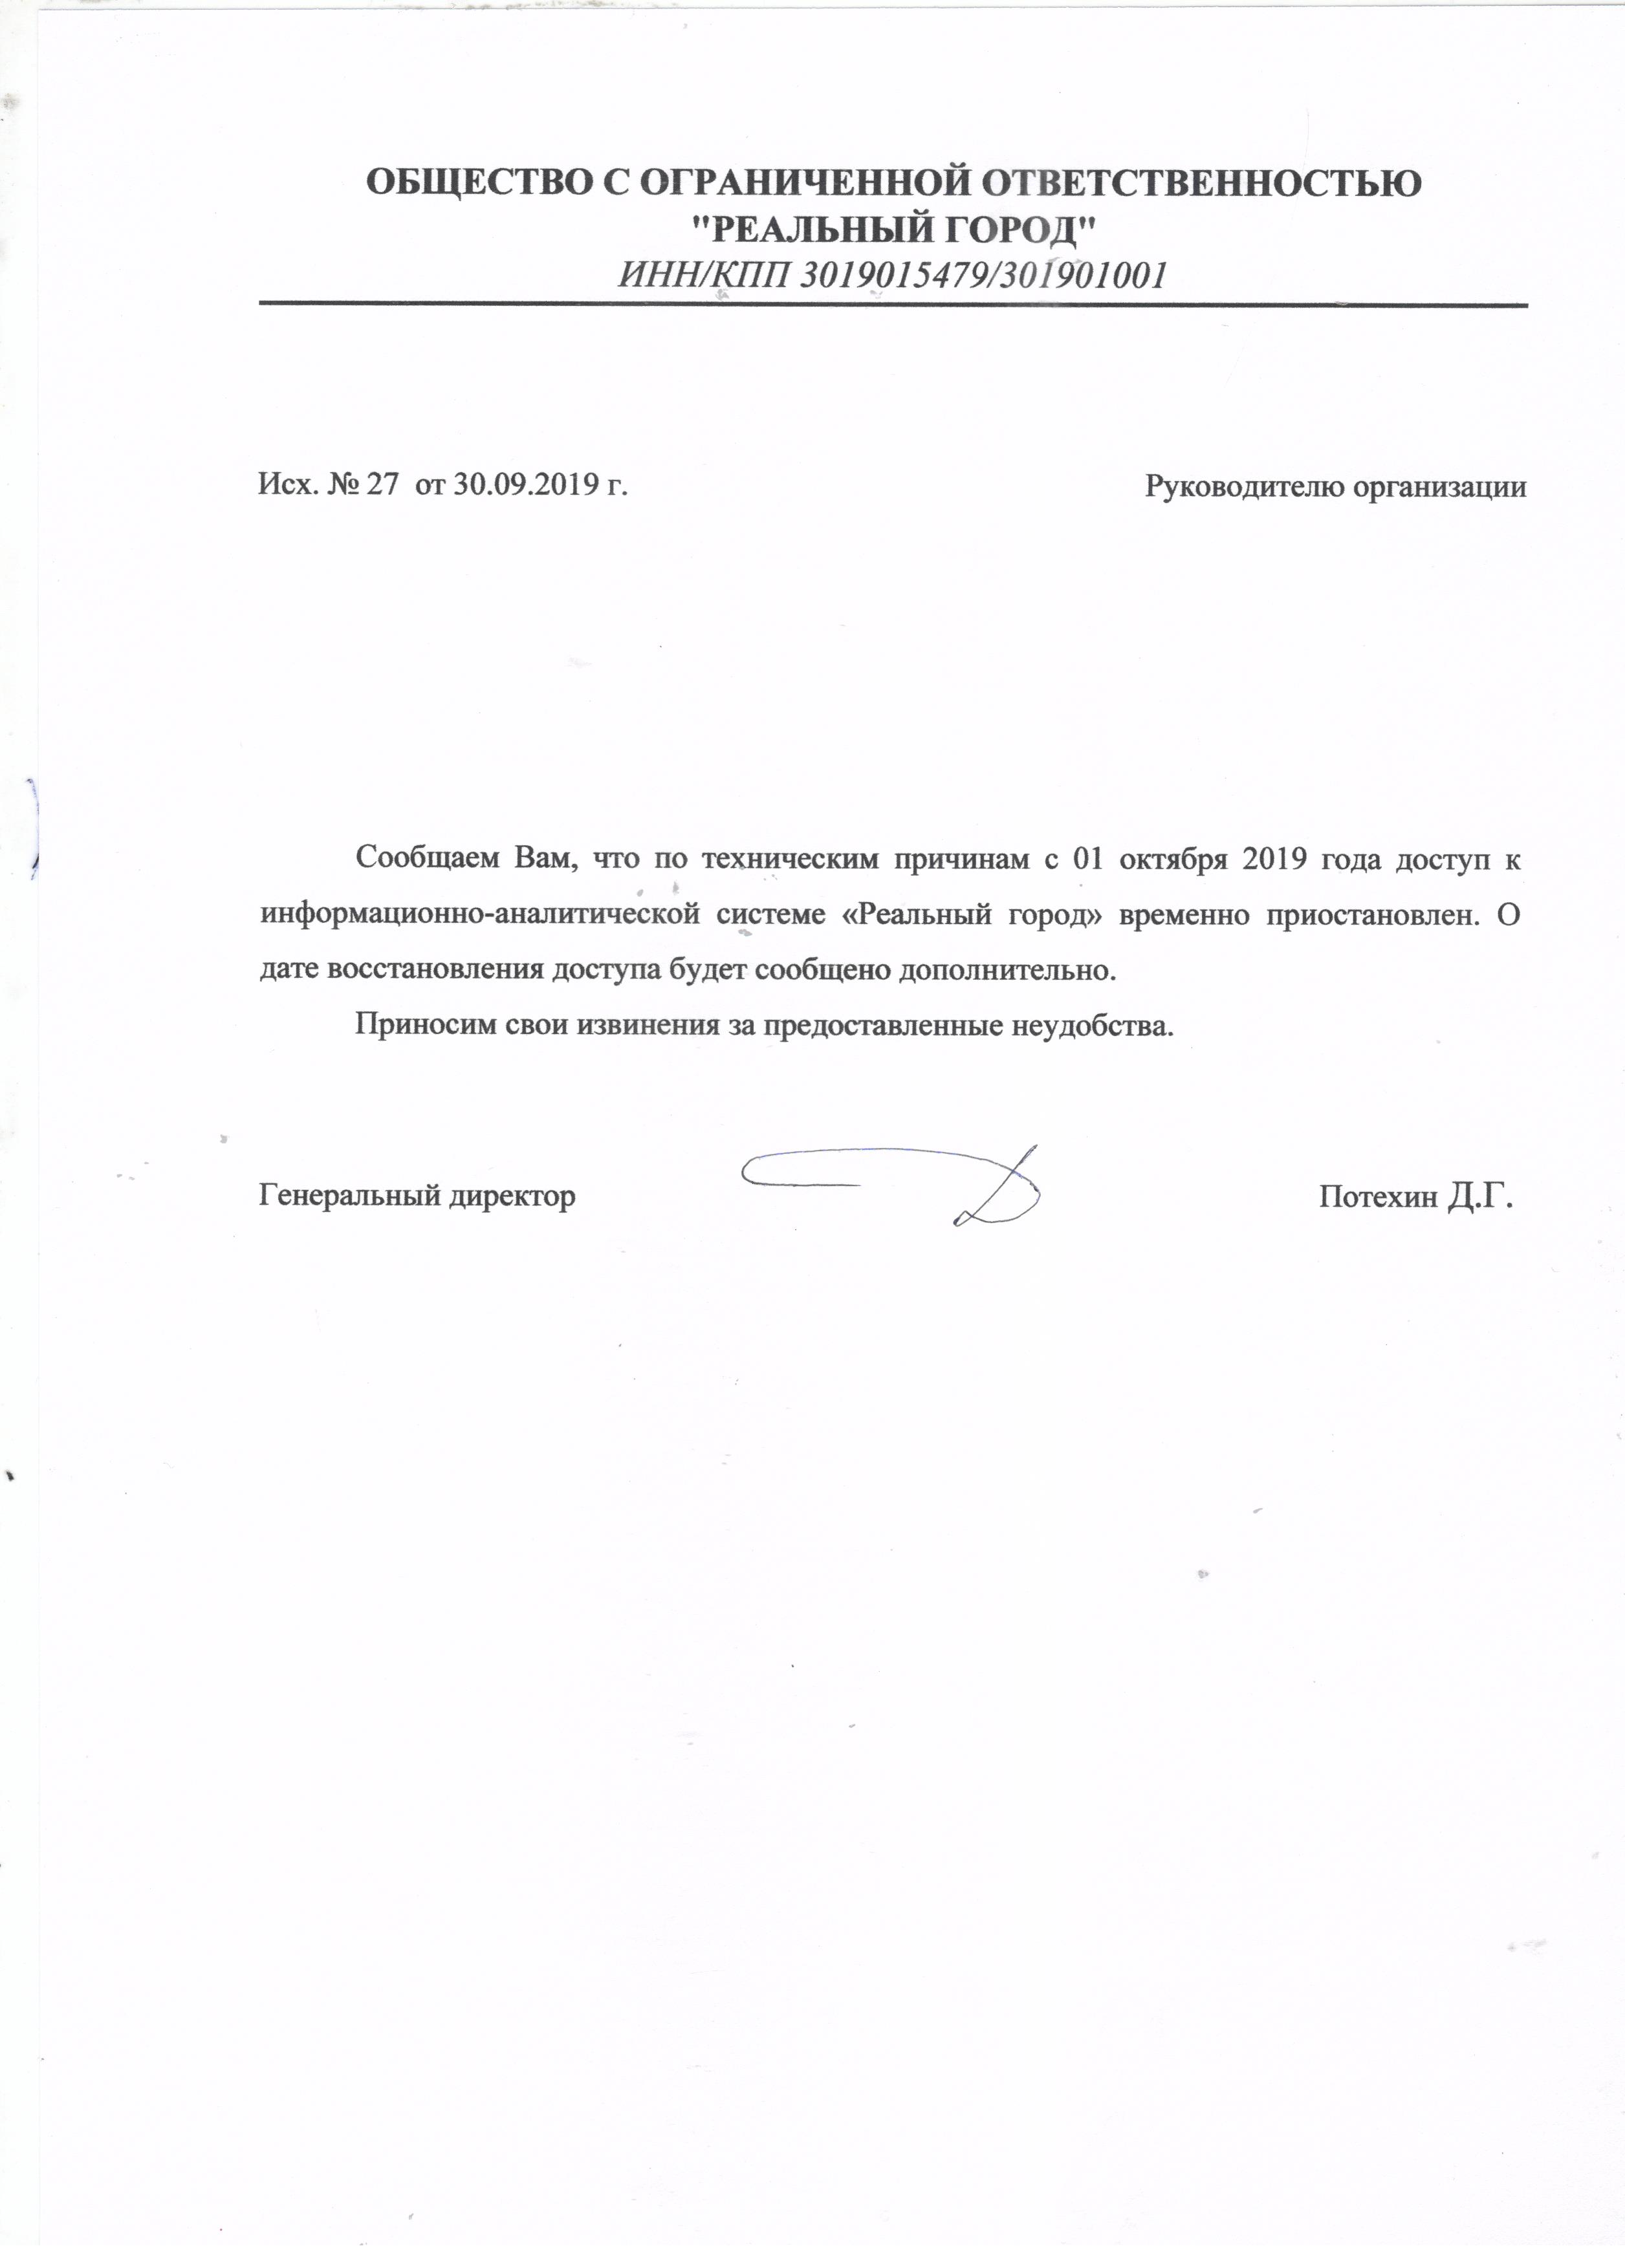 ОБЩЕСТВО С ОГРАНИЧЕННОЙ ОТВЕТСТВЕННОСТЬЮ
"РЕАЛЬНЫЙ ГОРОД"
ИНН/КПП 3019015479/301901001
Исх. № 27 от 30.09.2019 г.
Руководителю организации
Сообщаем Вам, что по техническим причинам с 01 октября 2019 года доступ к
информационно-аналитической системе «Реальный город» временно приостановлен. О
дате восстановления доступа будет сообщено дополнительно.
Приносим свои извинения за предоставленные неудобства.
Генеральный директор
Потехин Д.Г.